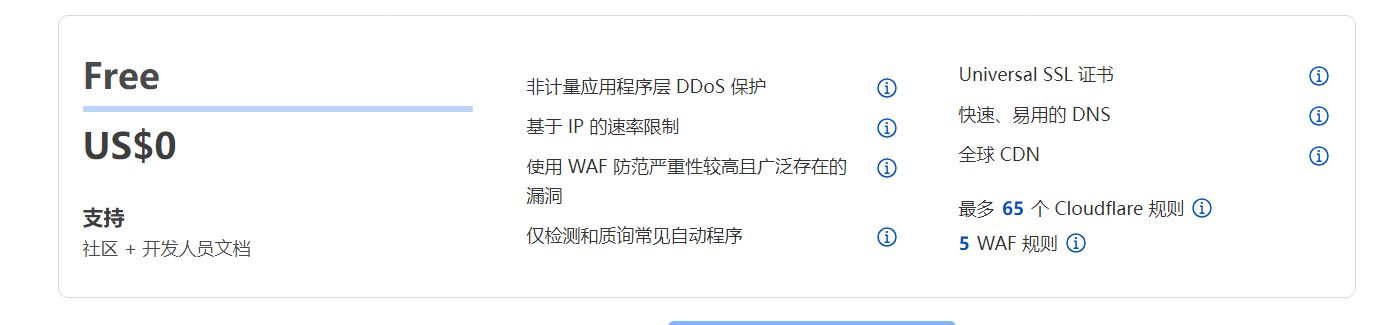 Free
US$0
支持
社区 + 开发人员文档
非计量应用程序层 DDoS 保护
基于 IP 的速率限制
使用 WAF 防范严重性较高且广泛存在的
漏洞
仅检测和质询常见自动程序
Universal SSL 证书
快速、易用的 DNS
全球 CDN
最多 65 个 Cloudflare 规则
5 WAF 规则